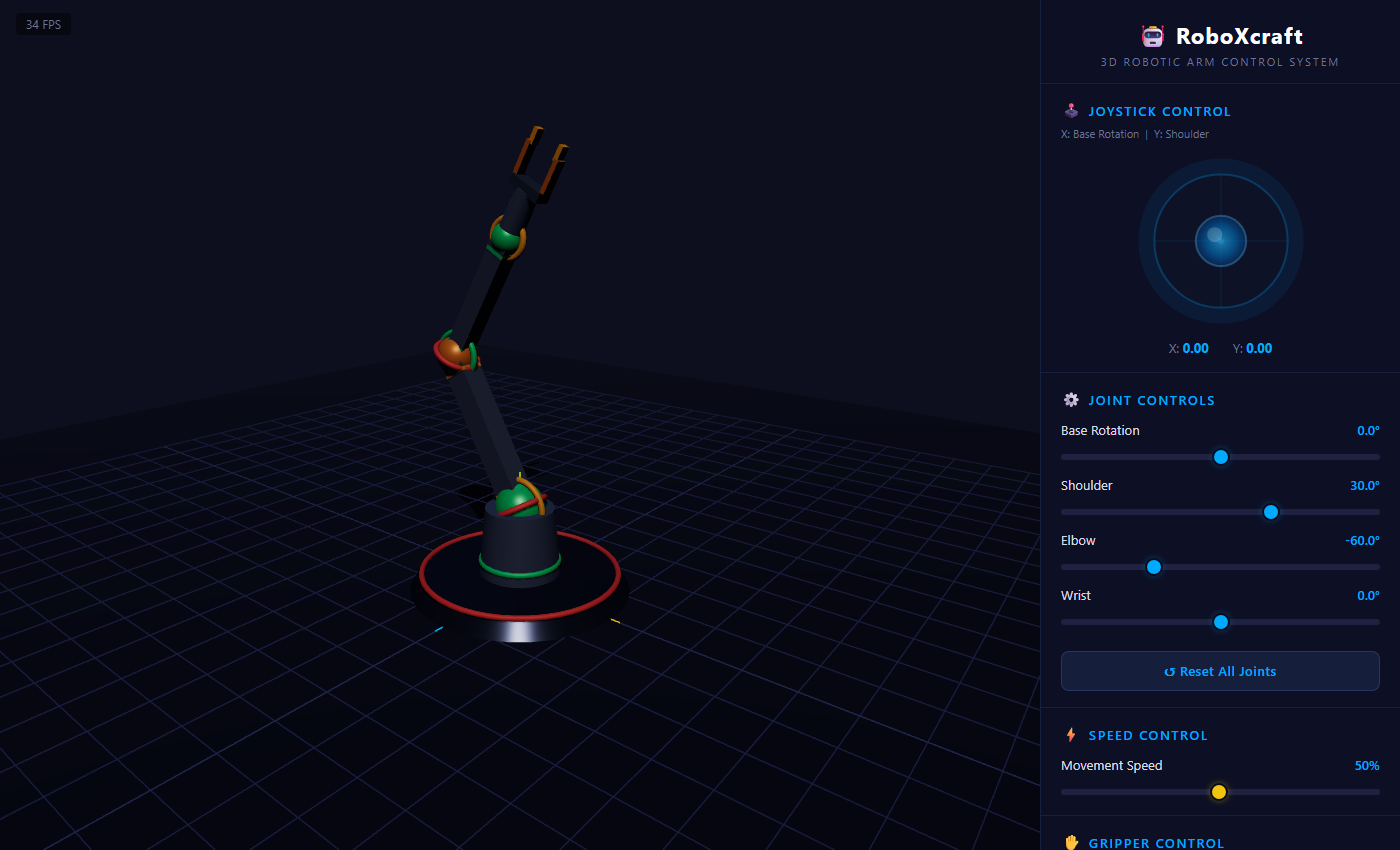 34 FPS
RoboXcraft
3D ROBOTIC ARM CONTROL SYSTEM
JOYSTICK CONTROL
X: Base Rotation | Y: Shoulder
X: 0.00 Y: 0.00
JOINT CONTROLS
Base Rotation 0.0°
Shoulder 30.0°
Elbow -60.0°
Wrist 0.0°
↺ Reset All Joints
SPEED CONTROL
Movement Speed 50%
GRIPPER CONTROL